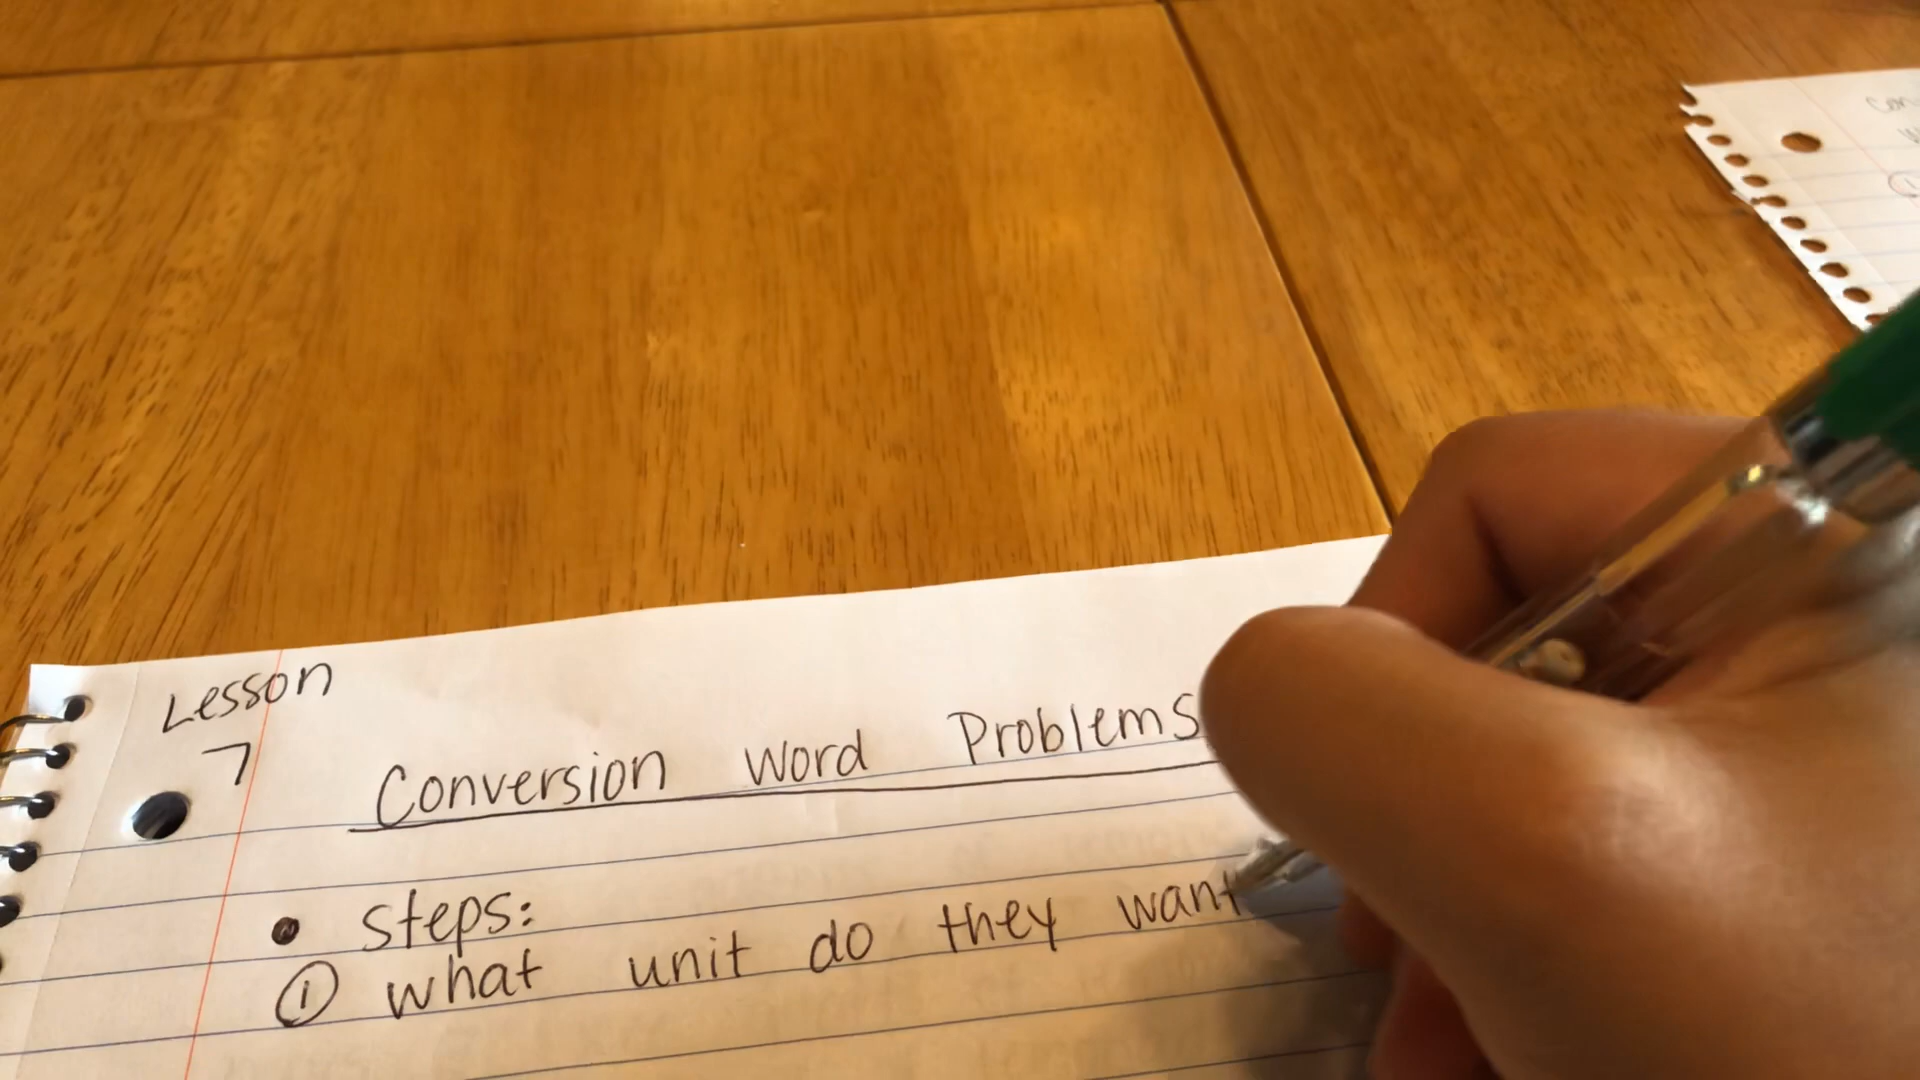 Lesson
7
Conversion Word Problems
• Steps:
① what unit do they want